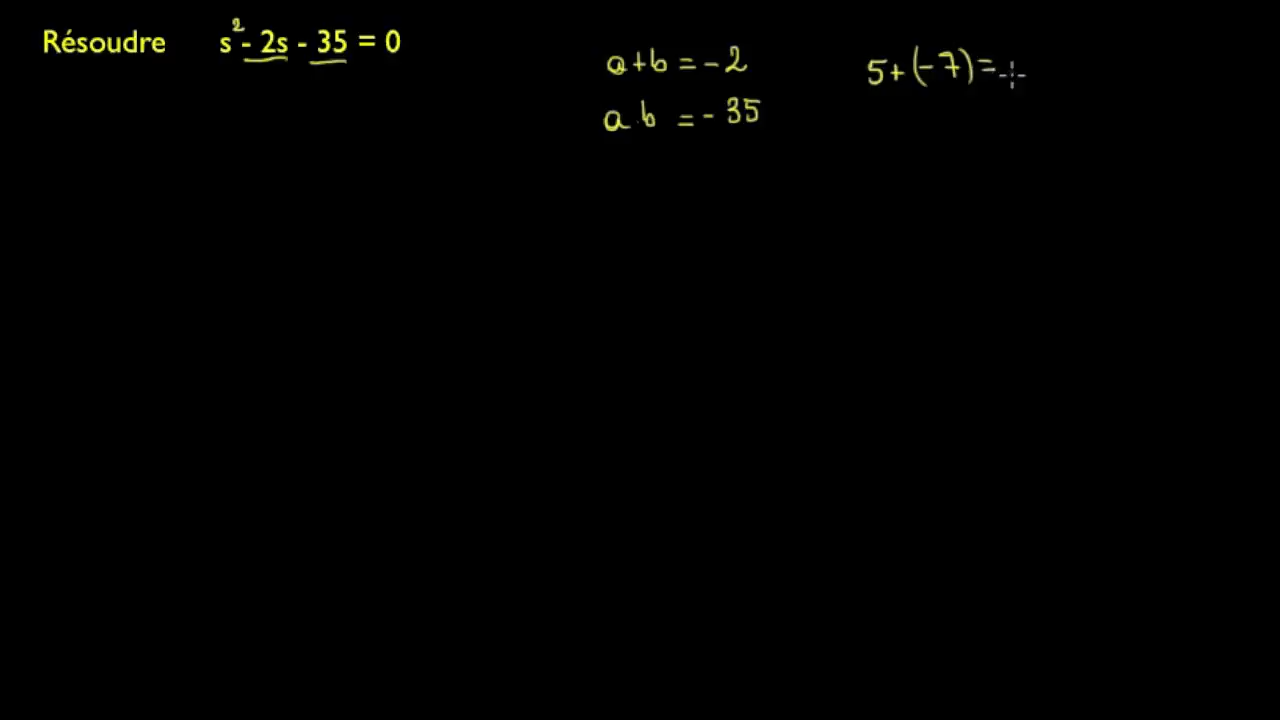 Résoudre s² - 2s - 35 = 0
a+b = -2
a.b = -35
5+(-7)=-